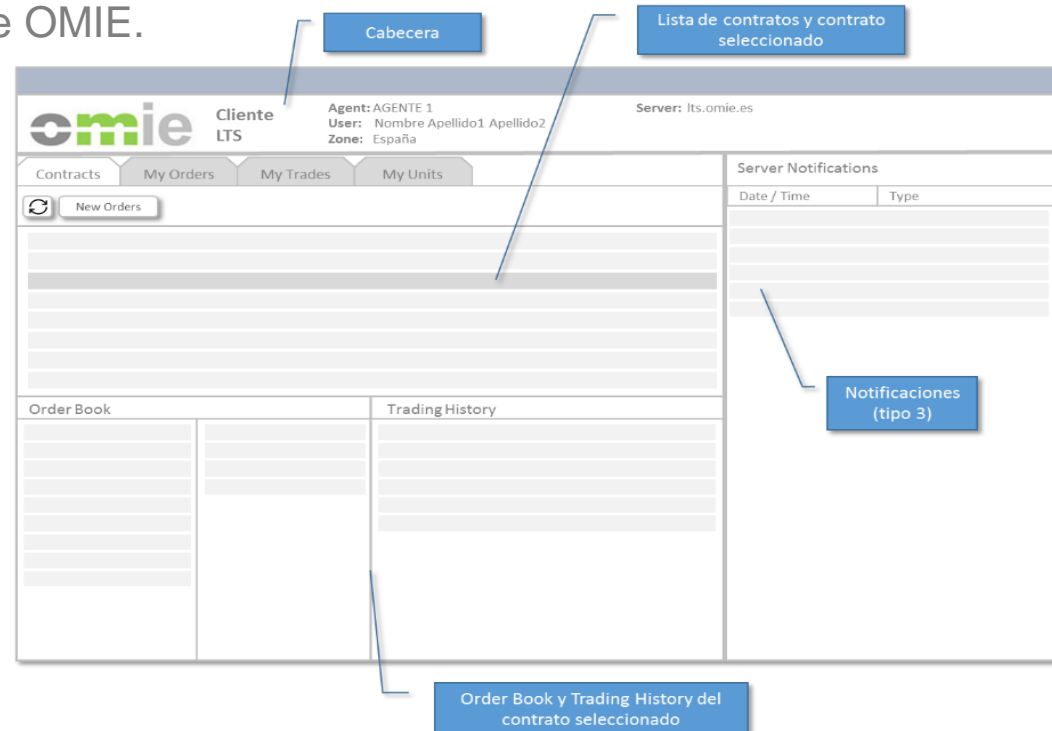 e OMIE.
Cabecera
Lista de contratos y contrato
seleccionado
omie
Cliente
LTS
Agent: AGENTE 1
User: Nombre Apellido1 Apellido2
Zone: España
Server: lts.omie.es
Contracts My Orders My Trades My Units
New Orders
Server Notifications
Date / Time Type
Notificaciones
(tipo 3)
Order Book
Trading History
Order Book y Trading History del
contrato seleccionado